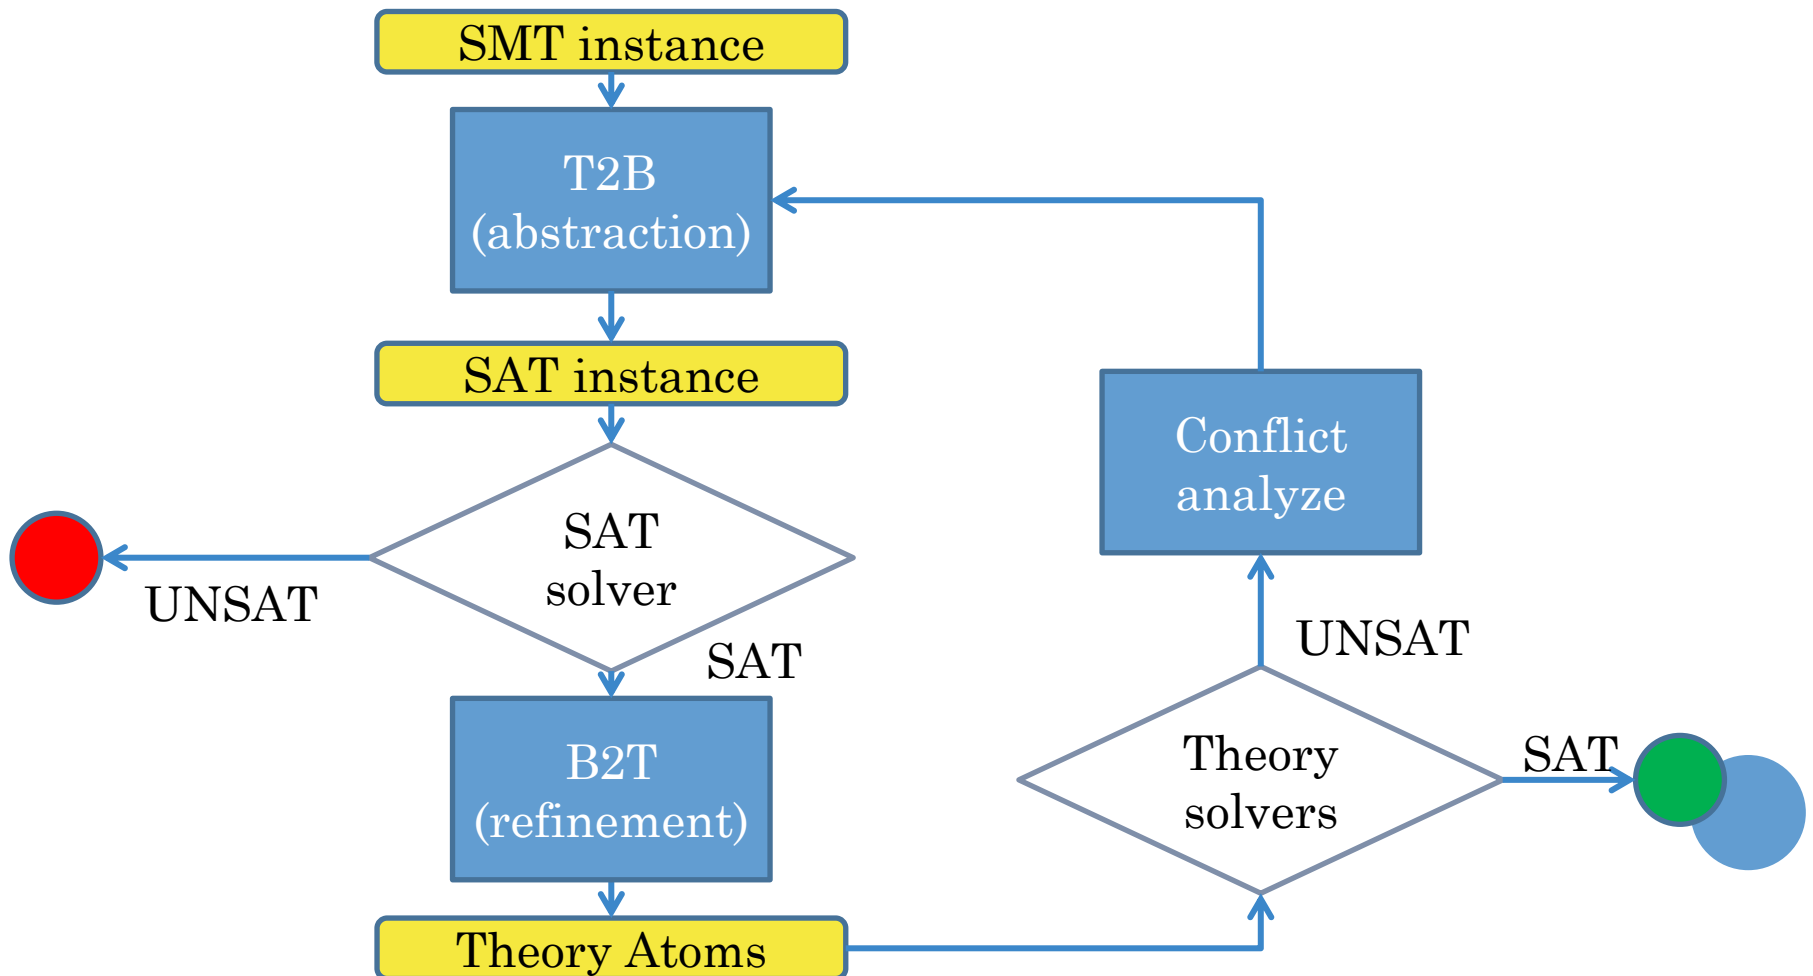 SMT instance
T2B
(abstraction)
SAT instance
SAT
solver
UNSAT
SAT
B2T
(refinement)
Theory Atoms
Conflict
analyze
UNSAT
Theory
solvers
SAT